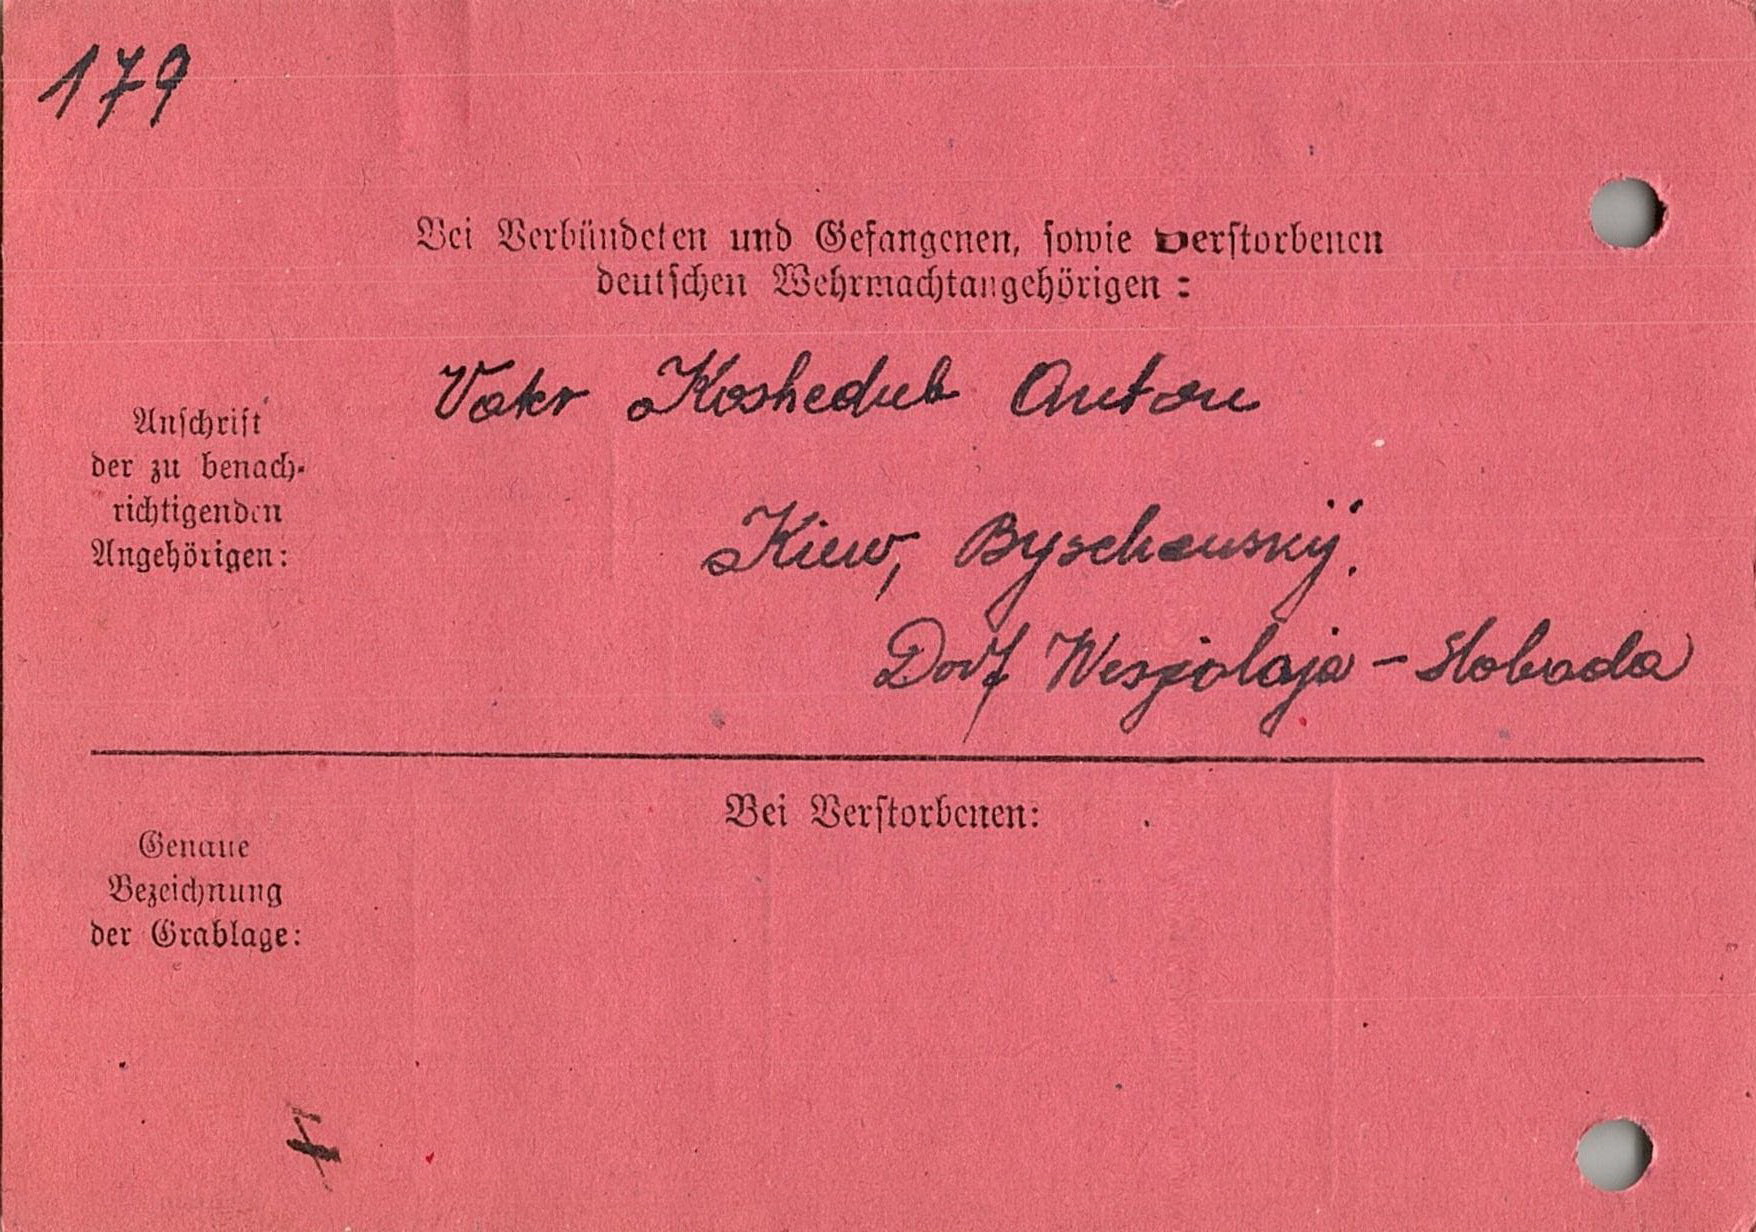 179
Bei Verbündeten und Gefangenen, sowie verstorbenen
deutschen Wehrmachtangehörigen:
Vater Koshedub Anton
Anschrift
der zu benach-
richtigenden
Angehörigen:
Kiew, Byschewskÿ.
Dorf Wesjolaja - Sloboda
Bei Verstorbenen:
Genaue
Bezeichnung
der Grablage: